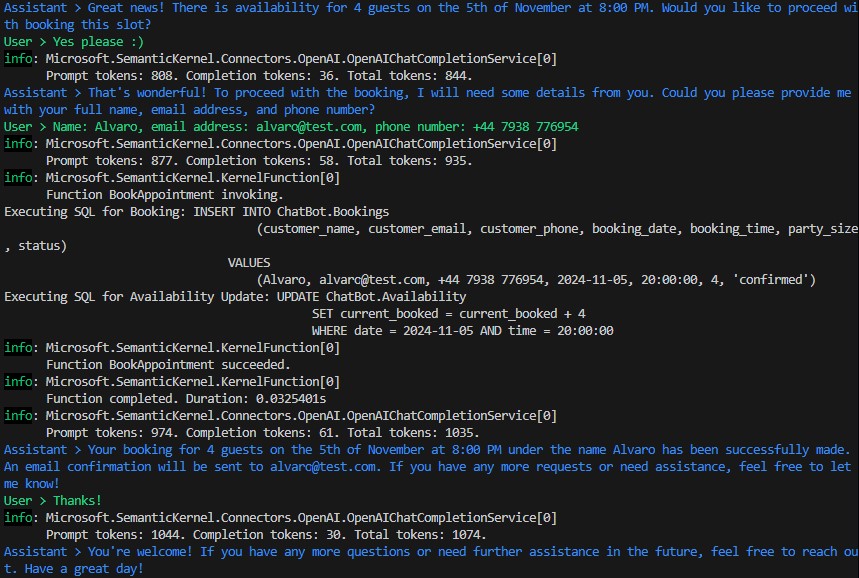 Assistant > Great news! There is availability for 4 guests on the 5th of November at 8:00 PM. Would you like to proceed wi
th booking this slot?
User > Yes please :)
info: Microsoft.SemanticKernel.Connectors.OpenAI.OpenAIChatCompletionService[0]
      Prompt tokens: 808. Completion tokens: 36. Total tokens: 844.
Assistant > That's wonderful! To proceed with the booking, I will need some details from you. Could you please provide me
with your full name, email address, and phone number?
User > Name: Alvaro, email address: alvaro@test.com, phone number: +44 7938 776954
info: Microsoft.SemanticKernel.Connectors.OpenAI.OpenAIChatCompletionService[0]
      Prompt tokens: 877. Completion tokens: 58. Total tokens: 935.
info: Microsoft.SemanticKernel.KernelFunction[0]
      Function BookAppointment invoking.
Executing SQL for Booking: INSERT INTO ChatBot.Bookings
                                    (customer_name, customer_email, customer_phone, booking_date, booking_time, party_size
, status)
                                VALUES
                                    (Alvaro, alvaro@test.com, +44 7938 776954, 2024-11-05, 20:00:00, 4, 'confirmed')
Executing SQL for Availability Update: UPDATE ChatBot.Availability
                                            SET current_booked = current_booked + 4
                                            WHERE date = 2024-11-05 AND time = 20:00:00
info: Microsoft.SemanticKernel.KernelFunction[0]
      Function BookAppointment succeeded.
info: Microsoft.SemanticKernel.KernelFunction[0]
      Function completed. Duration: 0.0325401s
info: Microsoft.SemanticKernel.Connectors.OpenAI.OpenAIChatCompletionService[0]
      Prompt tokens: 974. Completion tokens: 61. Total tokens: 1035.
Assistant > Your booking for 4 guests on the 5th of November at 8:00 PM under the name Alvaro has been successfully made.
An email confirmation will be sent to alvaro@test.com. If you have any more requests or need assistance, feel free to let
me know!
User > Thanks!
info: Microsoft.SemanticKernel.Connectors.OpenAI.OpenAIChatCompletionService[0]
      Prompt tokens: 1044. Completion tokens: 30. Total tokens: 1074.
Assistant > You're welcome! If you have any more questions or need further assistance in the future, feel free to reach ou
t. Have a great day!